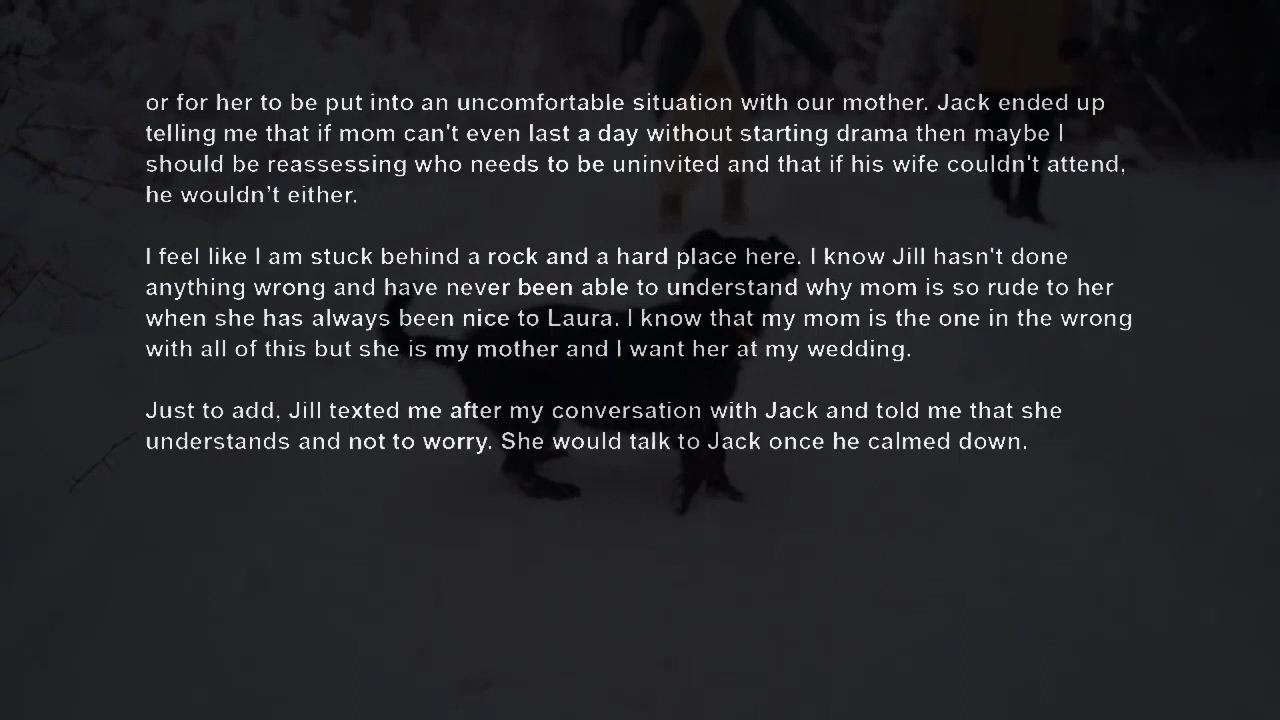 or for her to be put into an uncomfortable situation with our mother. Jack ended up
telling me that if mom can't even last a day without starting drama then maybe I
should be reassessing who needs to be uninvited and that if his wife couldn't attend,
he wouldn’t either.
I feel like I am stuck behind a rock and a hard place here. I know Jill hasn't done
anything wrong and have never been able to understand why mom is so rude to her
when she has always been nice to Laura. I know that my mom is the one in the wrong
with all of this but she is my mother and I want her at my wedding.
Just to add, Jill texted me after my conversation with Jack and told me that she
understands and not to worry. She would talk to Jack once he calmed down.